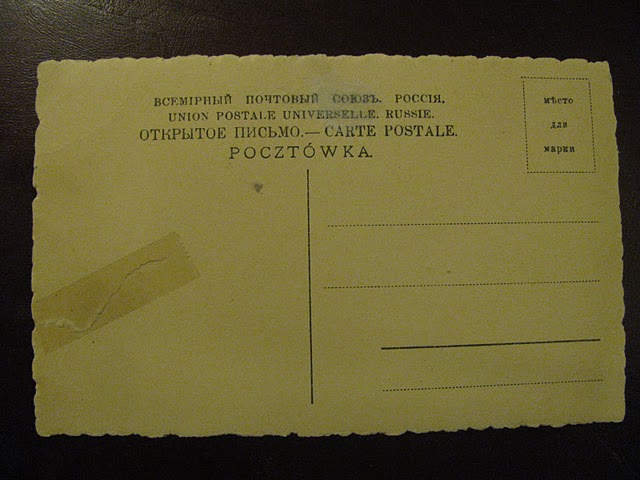 ВСЕМІРНЫЙ ПОЧТОВЫЙ СОЮЗЪ. РОССІЯ.
UNION POSTALE UNIVERSELLE. RUSSIE.
ОТКРЫТОЕ ПИСЬМО.— CARTE POSTALE.
POCZTÓWKA.
мѣсто
для
марки